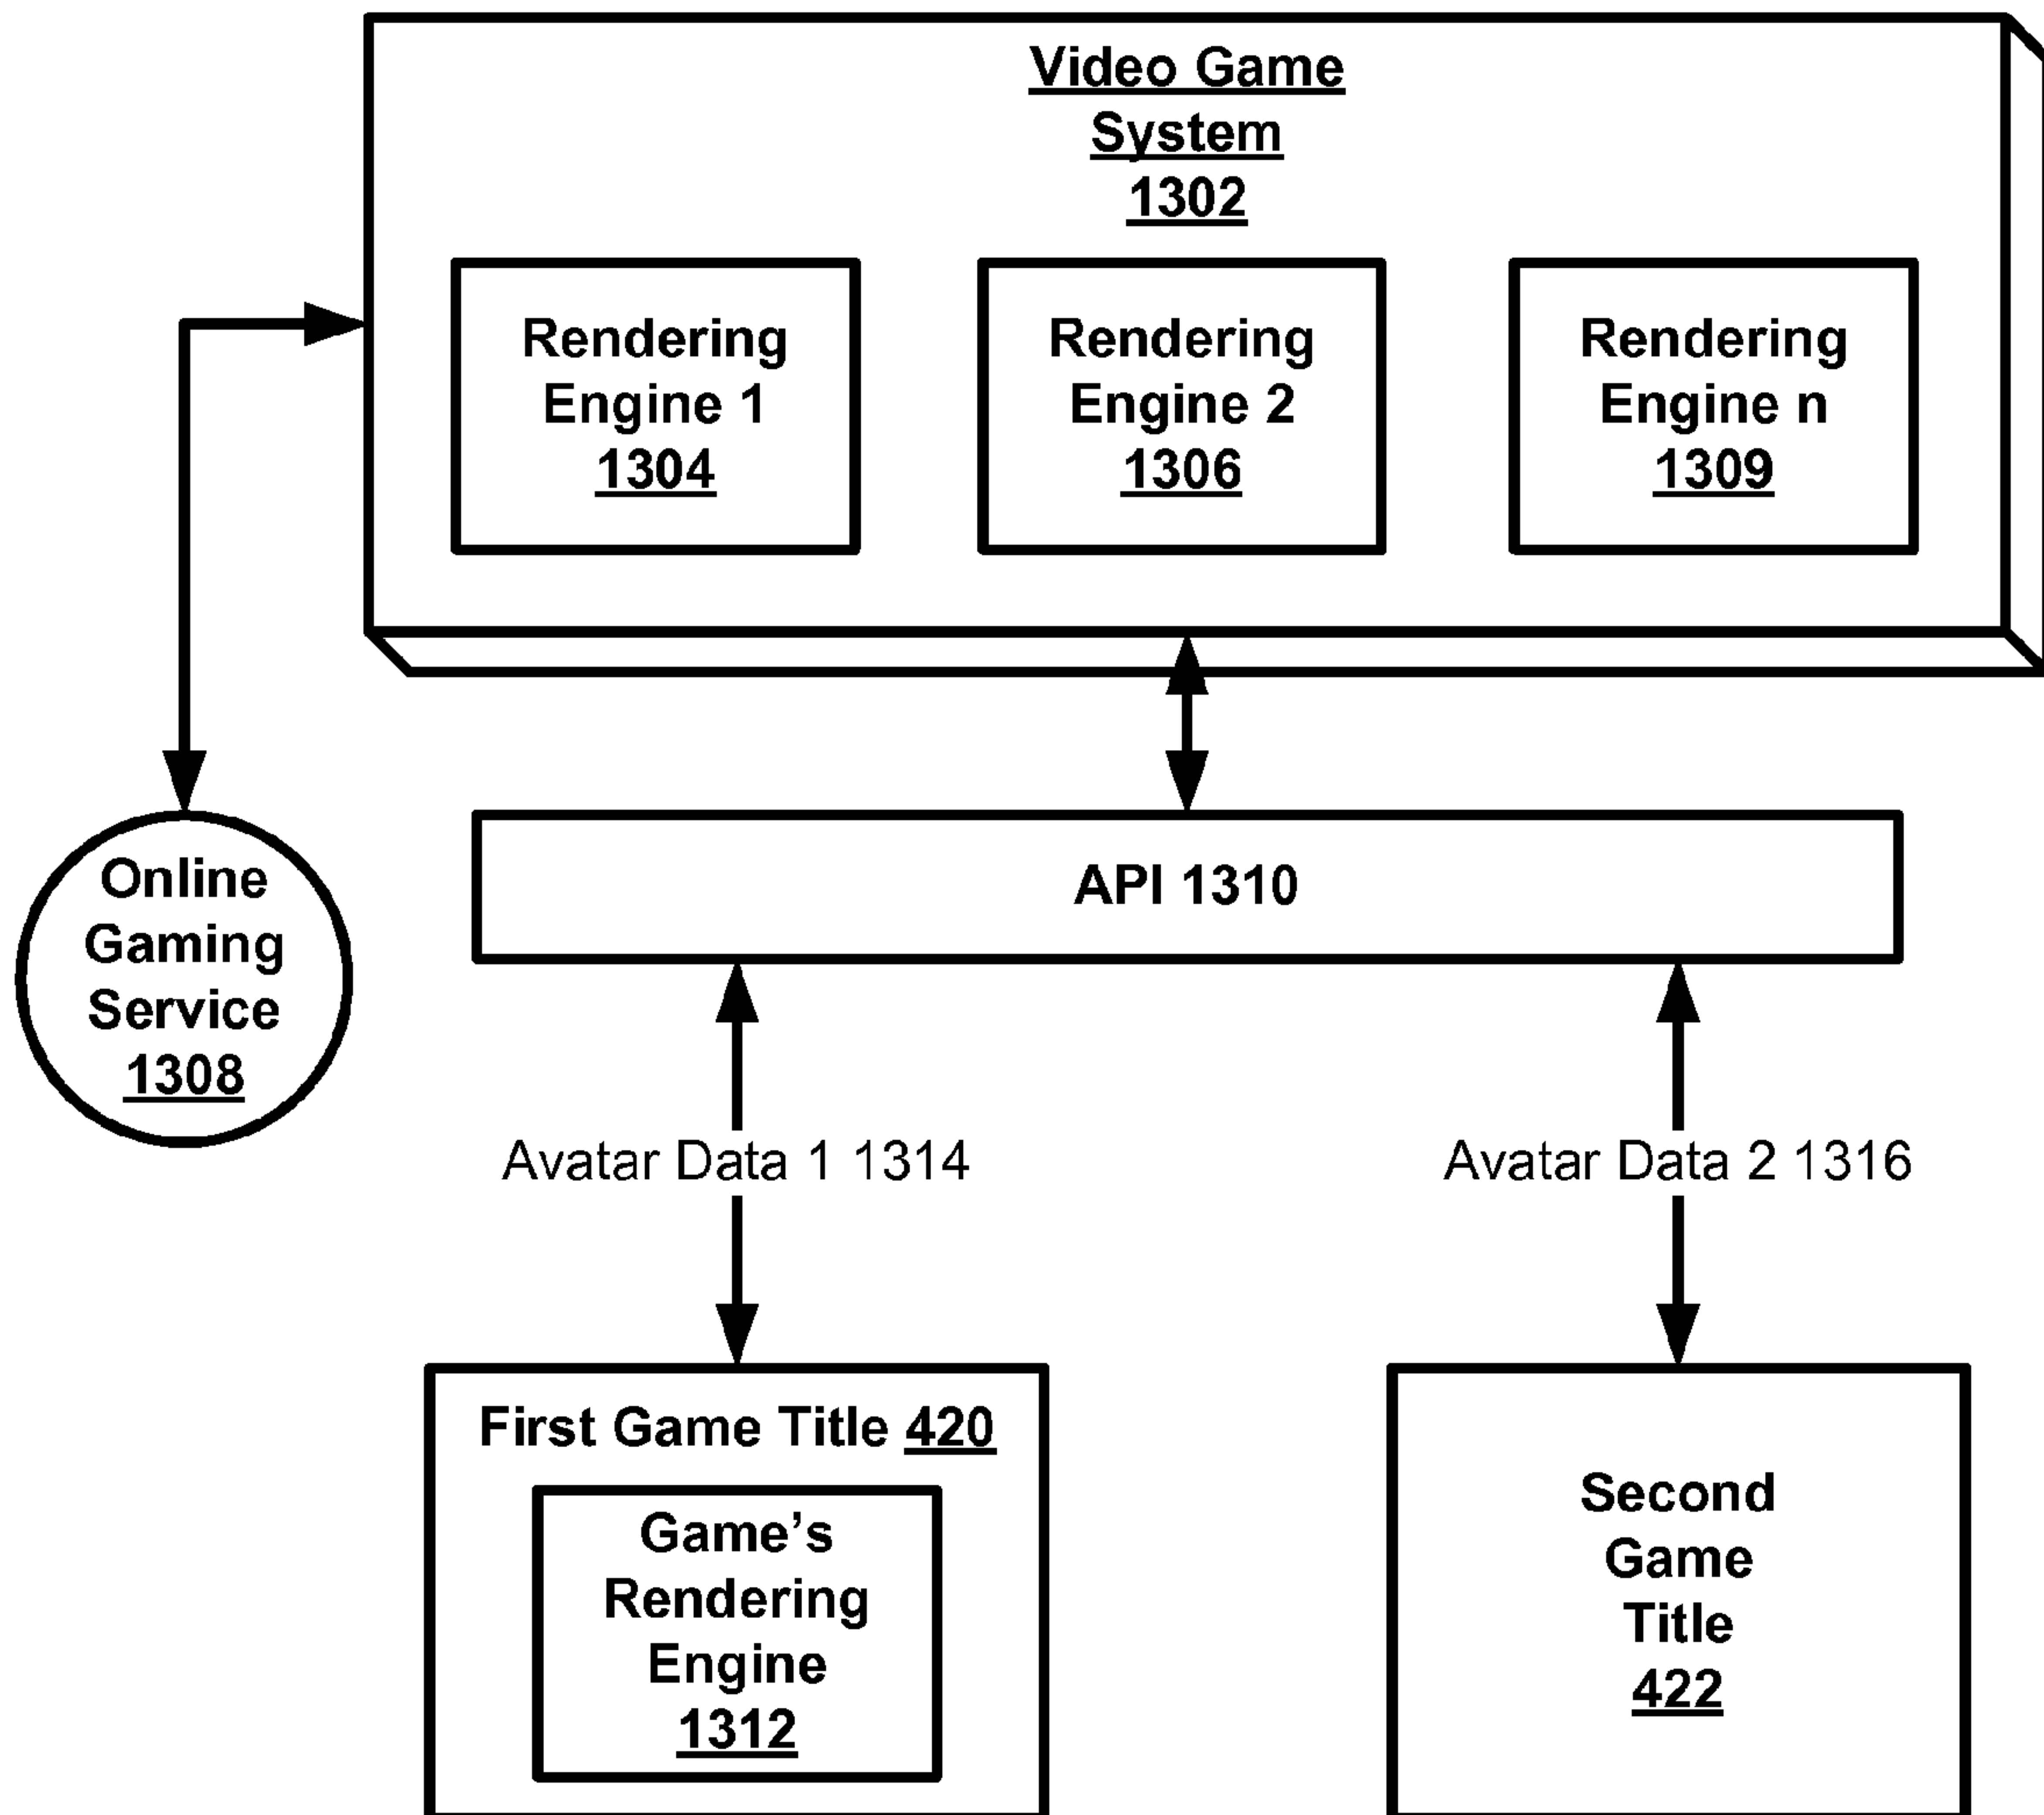 Video Game
System
1302
Rendering
Engine 1
1304
Rendering
Engine 2
1306
Rendering
Engine n
1309
Online
Gaming
Service
1308
API 1310
Avatar Data 1 1314
Avatar Data 2 1316
First Game Title 420
Game's
Rendering
Engine
1312
Second
Game
Title
422